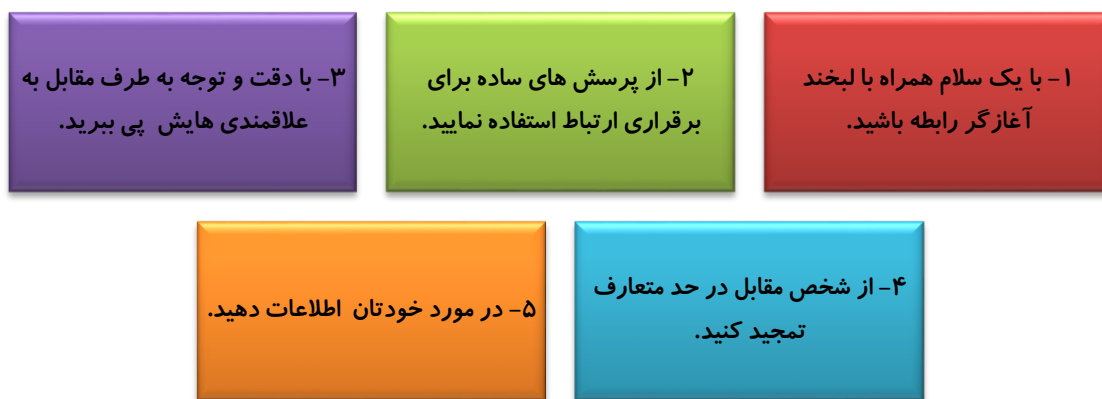 ۱- با یک سلام همراه با لبخند
آغازگر رابطه باشید.
۲- از پرسش های ساده برای
برقراری ارتباط استفاده نمایید.
۳- با دقت و توجه به طرف مقابل به
علاقمندی هایش پی ببرید.
۴- از شخص مقابل در حد متعارف
تمجید کنید.
۵- در مورد خودتان اطلاعات دهید.